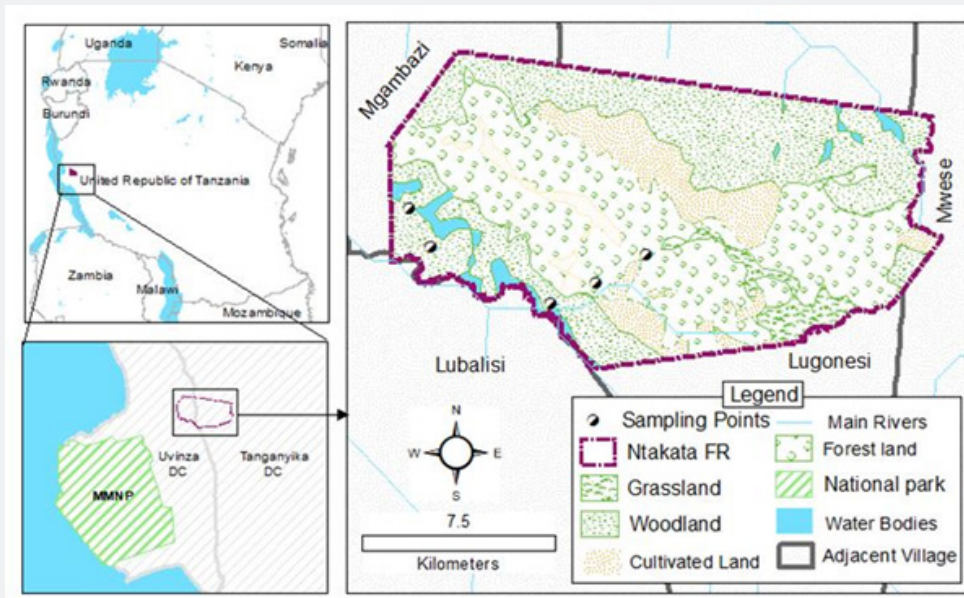 Uganda
Somalia
Kenya
Rwanda
Burundi
United Republic of Tanzania
Zambia
Malawi
Mozambique
Uvinza
DC
Tanganyika
DC
MMNP
Mgambazi
Mwese
Lubalisi
Lugonesi
N
W
E
S
7.5
Kilometers
Legend
Sampling Points
Ntakata FR
Grassland
Woodland
Cultivated Land
Main Rivers
Forest land
National park
Water Bodies
Adjacent Village